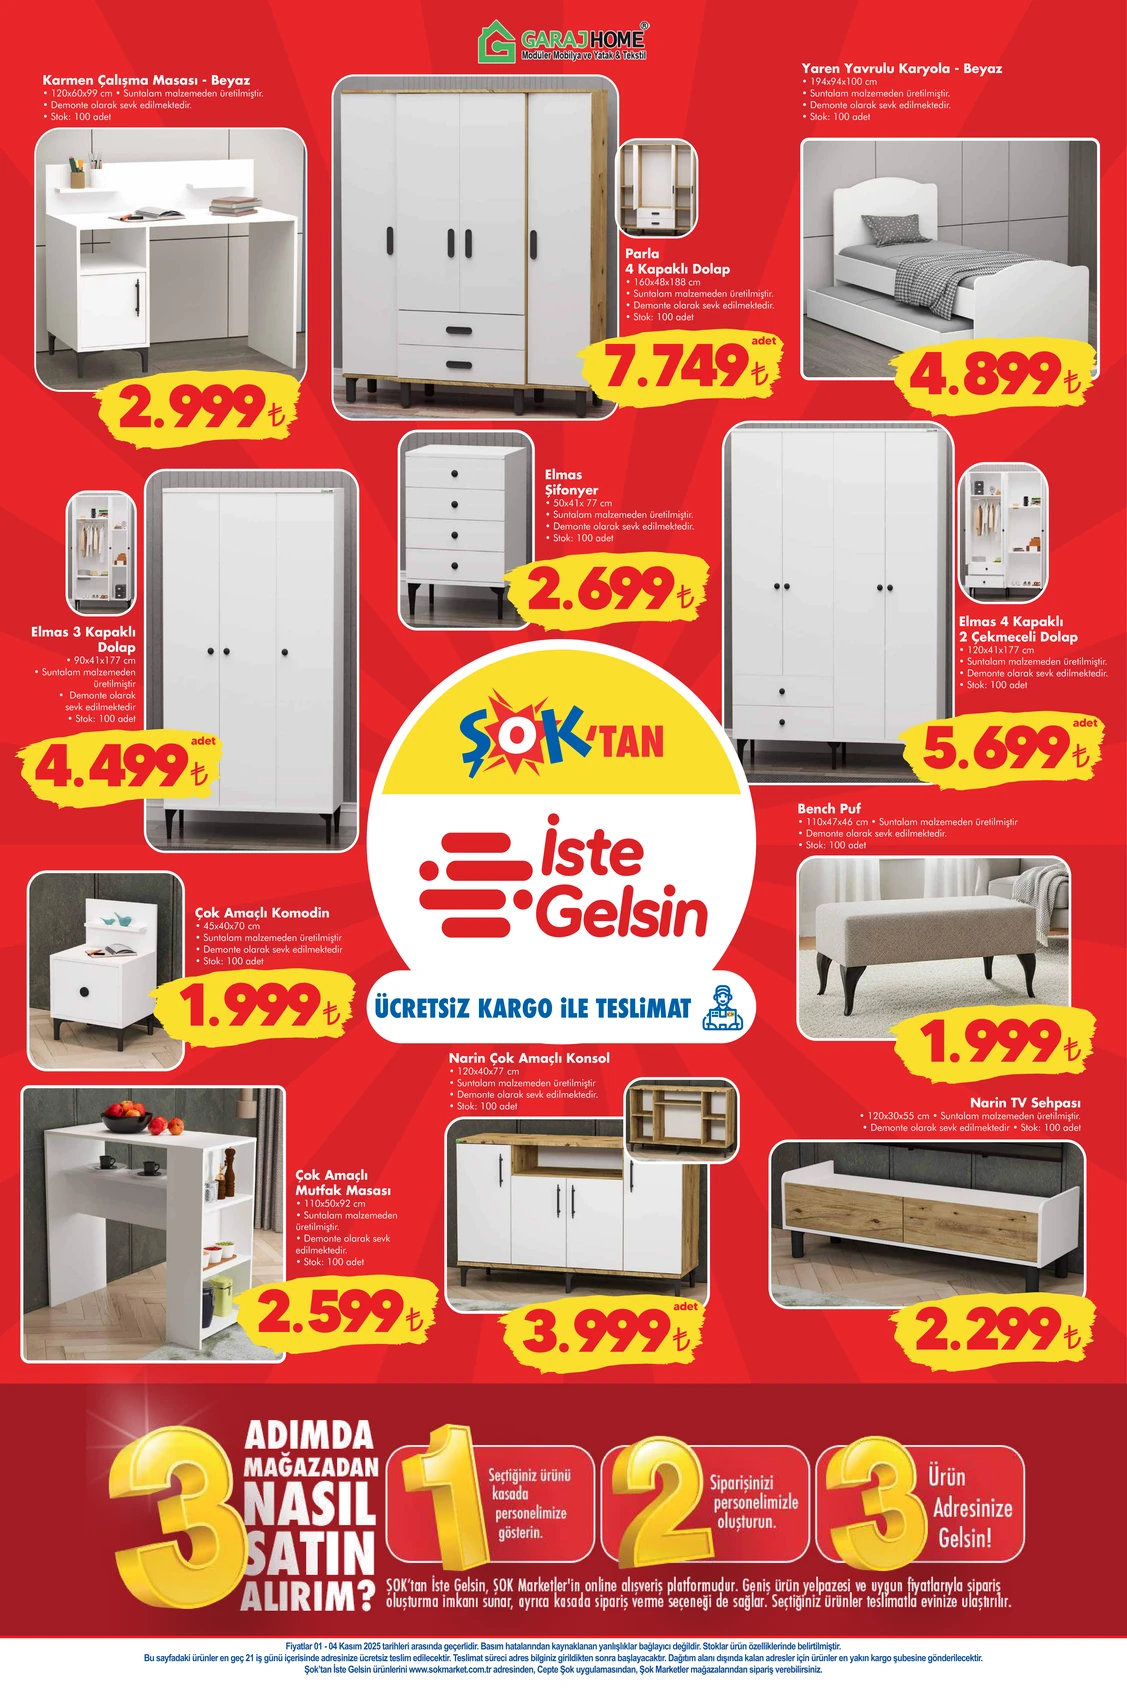 GARAJHOME®
Modüler Mobilya ve Yatak & Tekstil
Karmen Çalışma Masası - Beyaz
• 120x60x99 cm • Suntalam malzemeden üretilmiştir.
• Demonte olarak sevk edilmektedir.
• Stok: 100 adet
2.999₺
Parla
4 Kapaklı Dolap
• 160x48x188 cm
• Suntalam malzemeden üretilmiştir.
• Demonte olarak sevk edilmektedir.
• Stok: 100 adet
adet
7.749₺
Yaren Yavrulu Karyola - Beyaz
• 194x94x100 cm
• Suntalam malzemeden üretilmiştir.
• Demonte olarak sevk edilmektedir.
• Stok: 100 adet
4.899₺
Elmas 3 Kapaklı
Dolap
• 90x41x177 cm
• Suntalam malzemeden
üretilmiştir
• Demonte olarak
sevk edilmektedir
• Stok: 100 adet
adet
4.499₺
Elmas
Şifonyer
• 50x41x 77 cm
• Suntalam malzemeden üretilmiştir.
• Demonte olarak sevk edilmektedir.
• Stok: 100 adet
2.699₺
Elmas 4 Kapaklı
2 Çekmeceli Dolap
• 120x41x177 cm
• Suntalam malzemeden üretilmiştir.
• Demonte olarak sevk edilmektedir.
• Stok: 100 adet
adet
5.699₺
ŞOK'TAN
İste
Gelsin
ÜCRETSİZ KARGO İLE TESLİMAT
Çok Amaçlı Komodin
• 45x40x70 cm
• Suntalam malzemeden üretilmiştir
• Demonte olarak sevk edilmektedir
• Stok: 100 adet
1.999₺
Bench Puf
• 110x47x46 cm • Suntalam malzemeden üretilmiştir
• Demonte olarak sevk edilmektedir.
• Stok: 100 adet
1.999₺
Çok Amaçlı
Mutfak Masası
• 110x50x92 cm
• Suntalam malzemeden
üretilmiştir.
• Demonte olarak sevk
edilmektedir.
• Stok: 100 adet
2.599₺
Narin Çok Amaçlı Konsol
• 120x40x77 cm
• Suntalam malzemeden üretilmiştir
• Demonte olarak sevk edilmektedir.
• Stok: 100 adet
adet
3.999₺
Narin TV Sehpası
• 120x30x55 cm • Suntalam malzemeden üretilmiştir.
• Demonte olarak sevk edilmektedir • Stok: 100 adet
2.299₺
3
ADIMDA
MAĞAZADAN
NASIL
SATIN
ALIRIM?
1
Seçtiğiniz ürünü
kasada
personelimize
gösterin.
2
Siparişinizi
personelimizle
oluşturun.
3
Ürün
Adresinize
Gelsin!
ŞOK'tan İste Gelsin, ŞOK Marketler'in online alışveriş platformudur. Geniş ürün yelpazesi ve uygun fiyatlarıyla sipariş
oluşturma imkanı sunar, ayrıca kasada sipariş verme seçeneği de sağlar. Seçtiğiniz ürünler teslimatla evinize ulaştırılır.
Fiyatlar 01 - 04 Kasım 2025 tarihleri arasında geçerlidir. Basım hatalarından kaynaklanan yanlışlıklar bağlayıcı değildir. Stoklar ürün özelliklerinde belirtilmiştir.
Bu sayfadaki ürünler en geç 21 iş günü içerisinde adresinize ücretsiz teslim edilecektir. Teslimat süreci adres bilginiz girildikten sonra başlayacaktır. Dağıtım alanı dışında kalan adresler için ürünler en yakın kargo şubesine gönderilecektir.
Şok'tan İste Gelsin ürünlerini www.sokmarket.com.tr adresinden, Cepte Şok uygulamasından, Şok Marketler mağazalarından sipariş verebilirsiniz.